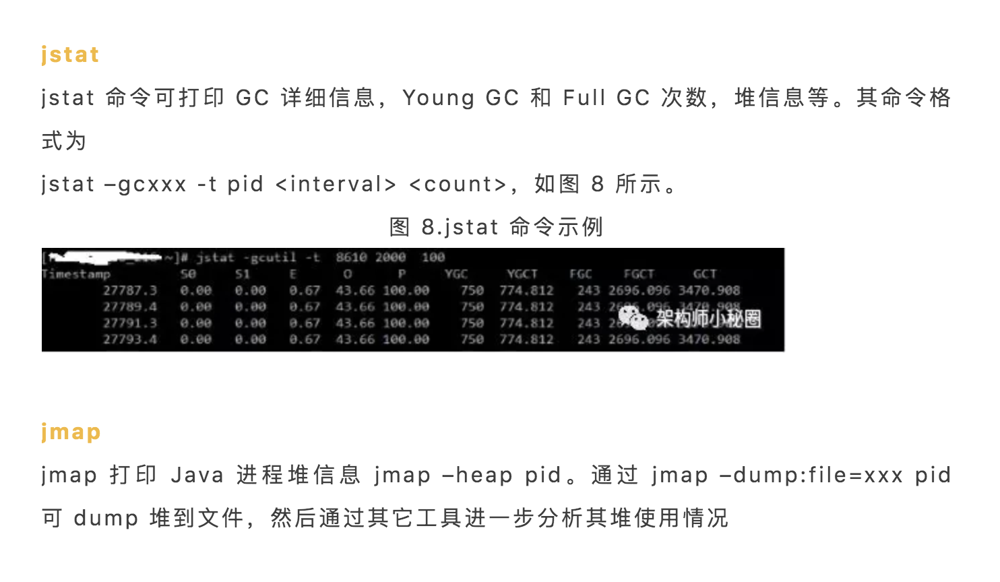 jstat
jstat 命令可打印 GC 详细信息，Young GC 和 Full GC 次数，堆信息等。其命令格
式为
jstat –gcxxx -t pid <interval> <count>，如图 8 所示。
图 8.jstat 命令示例
~]# jstat -gcutil -t 8610 2000 100
Timestamp S0 S1 E O P YGC YGCT FGC FGCT GCT
27787.3 0.00 0.00 0.67 43.66 100.00 750 774.812 243 2696.096 3470.908
27789.4 0.00 0.00 0.67 43.66 100.00 750 774.812 243
27791.3 0.00 0.00 0.67 43.66 100.00 750 774.812 243
架构师小秘圈
27793.4 0.00 0.00 0.67 43.66 100.00 750 774.812 243 2696.096 3470.908
jmap
jmap 打印 Java 进程堆信息 jmap –heap pid。通过 jmap –dump:file=xxx pid
可 dump 堆到文件，然后通过其它工具进一步分析其堆使用情况